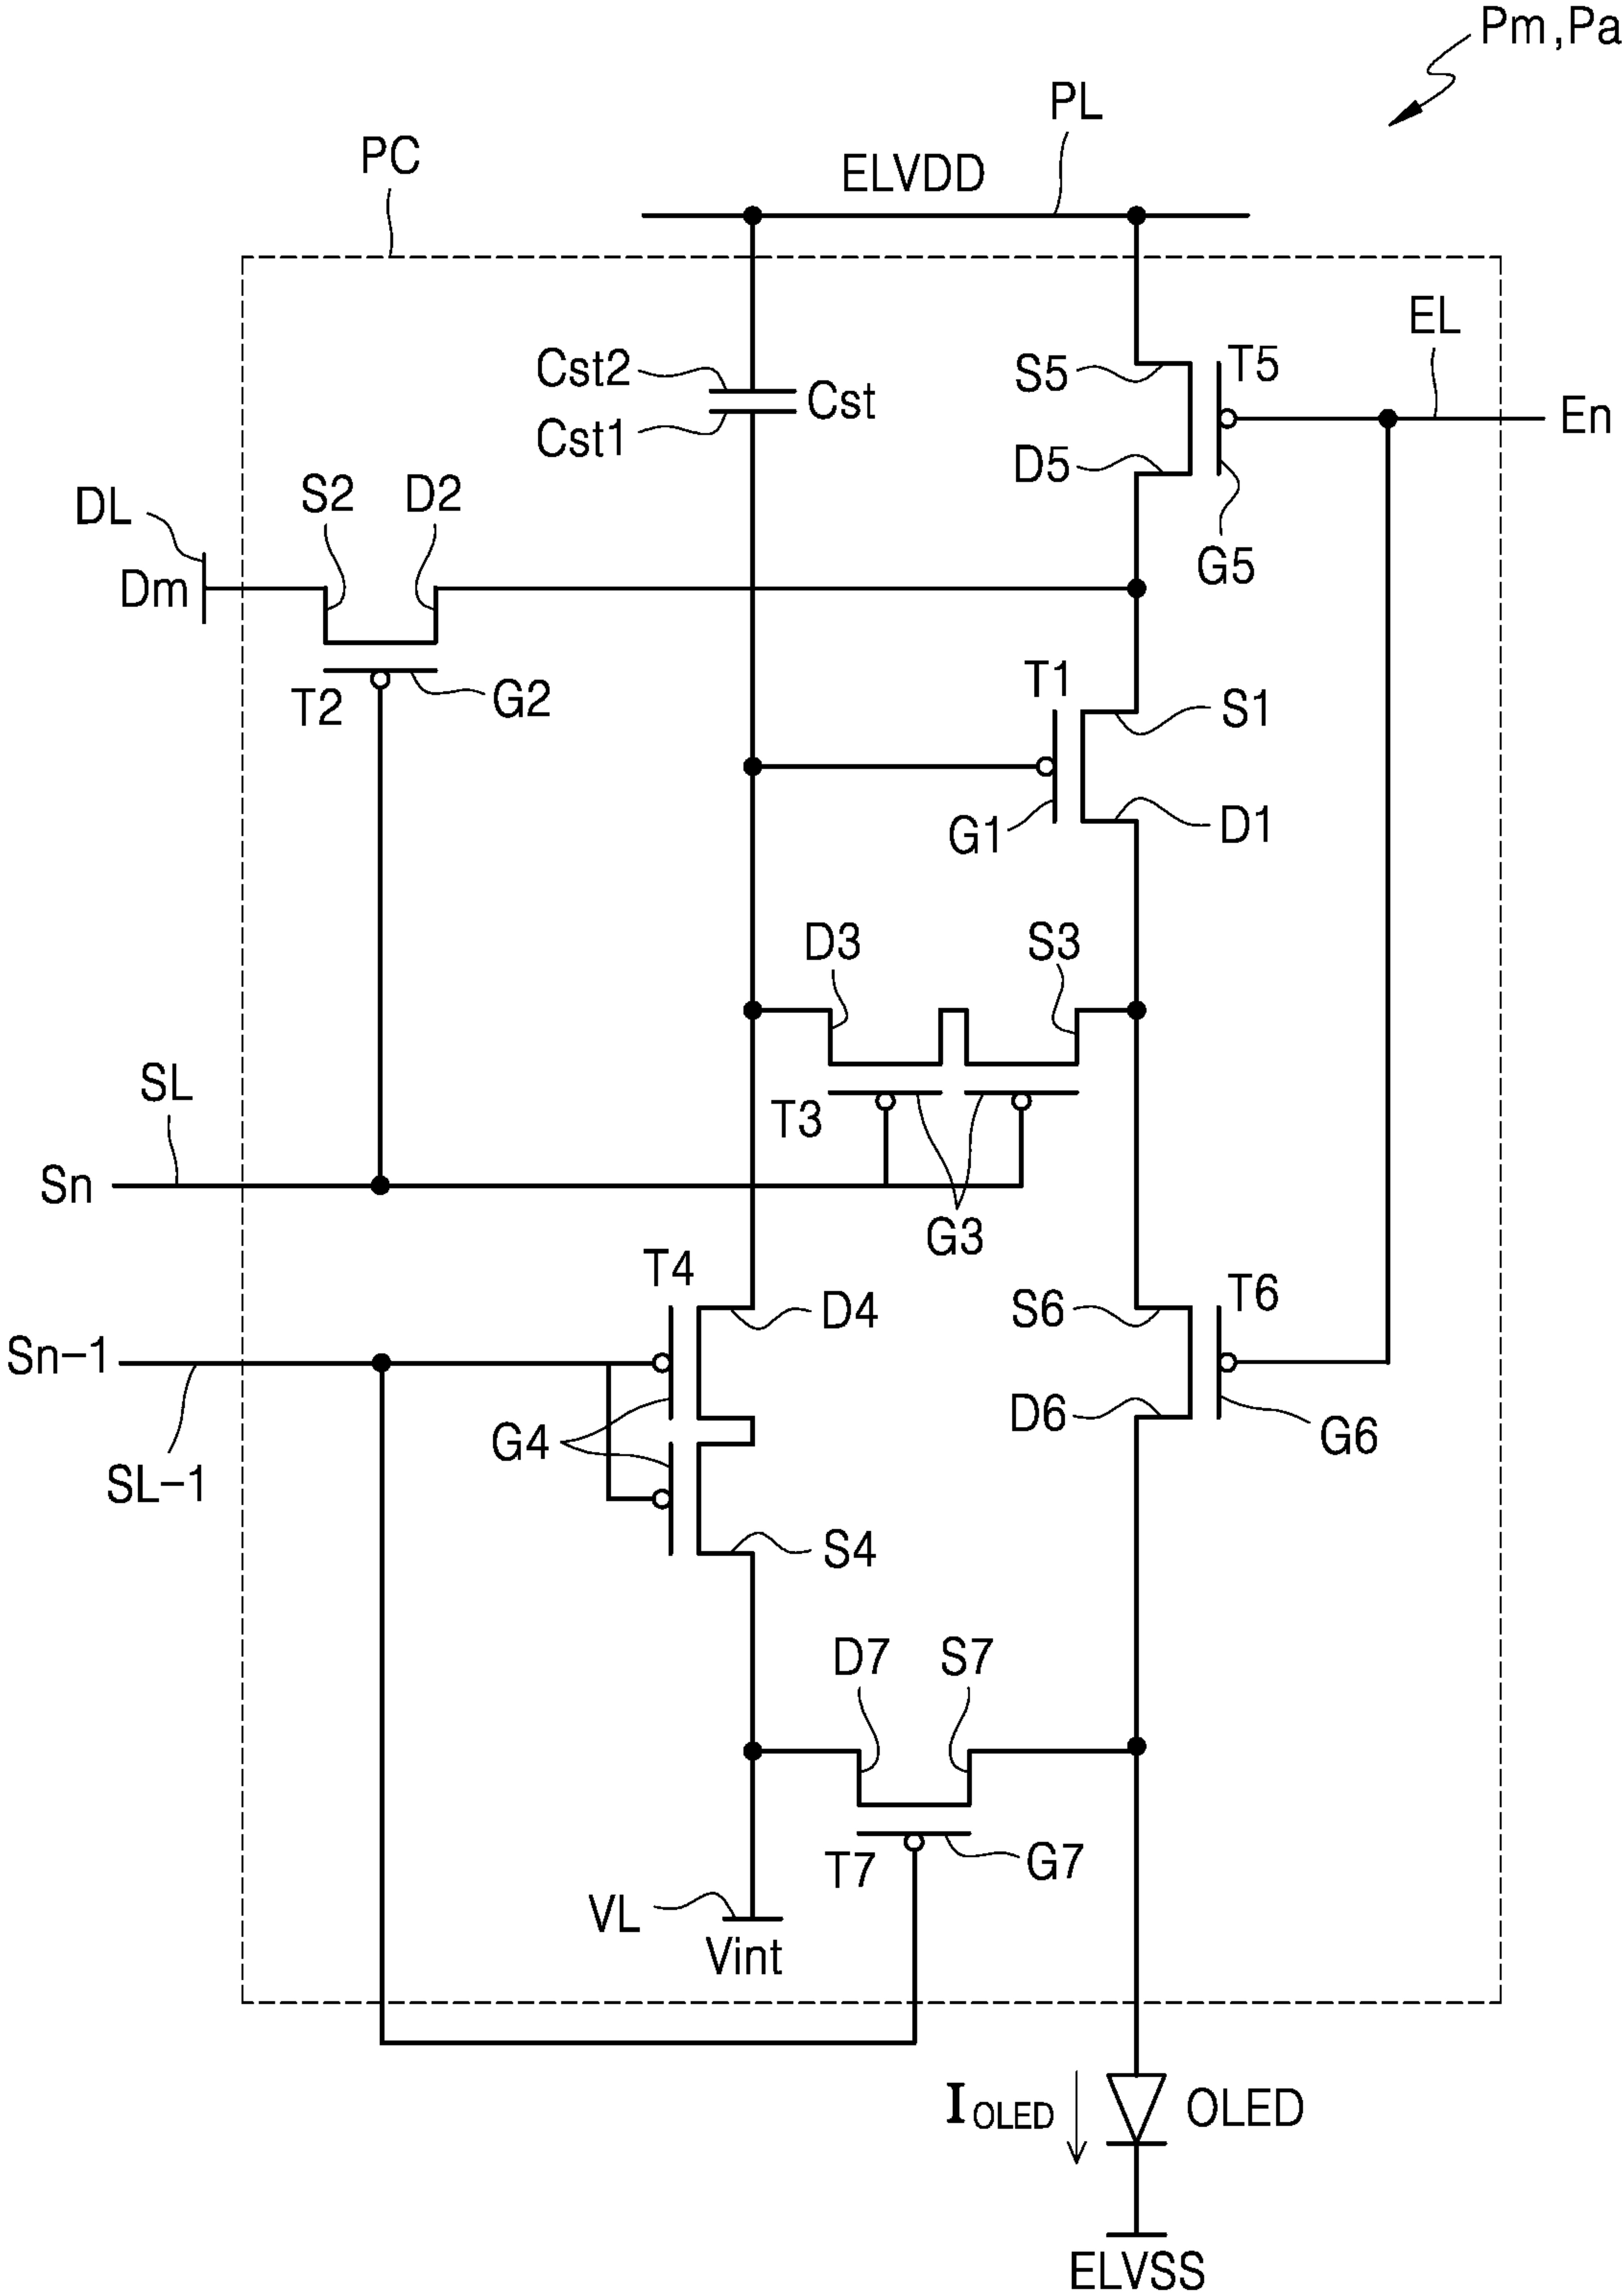 Pm,Pa
PL
PC
ELVDD
EL
T5
S5
Cst2
Cst
En
Cst1
D5
S2
D2
DL
G5
Dm
T1
G2
T2
S1
G1
D1
D3
S3
SL
T3
Sn
G3
T4
T6
D4
S6
Sn-1
D6
G4
G6
SL-1
S4
D7
S7
T7
G7
VL
Vint
IOLED
OLED
ELVSS